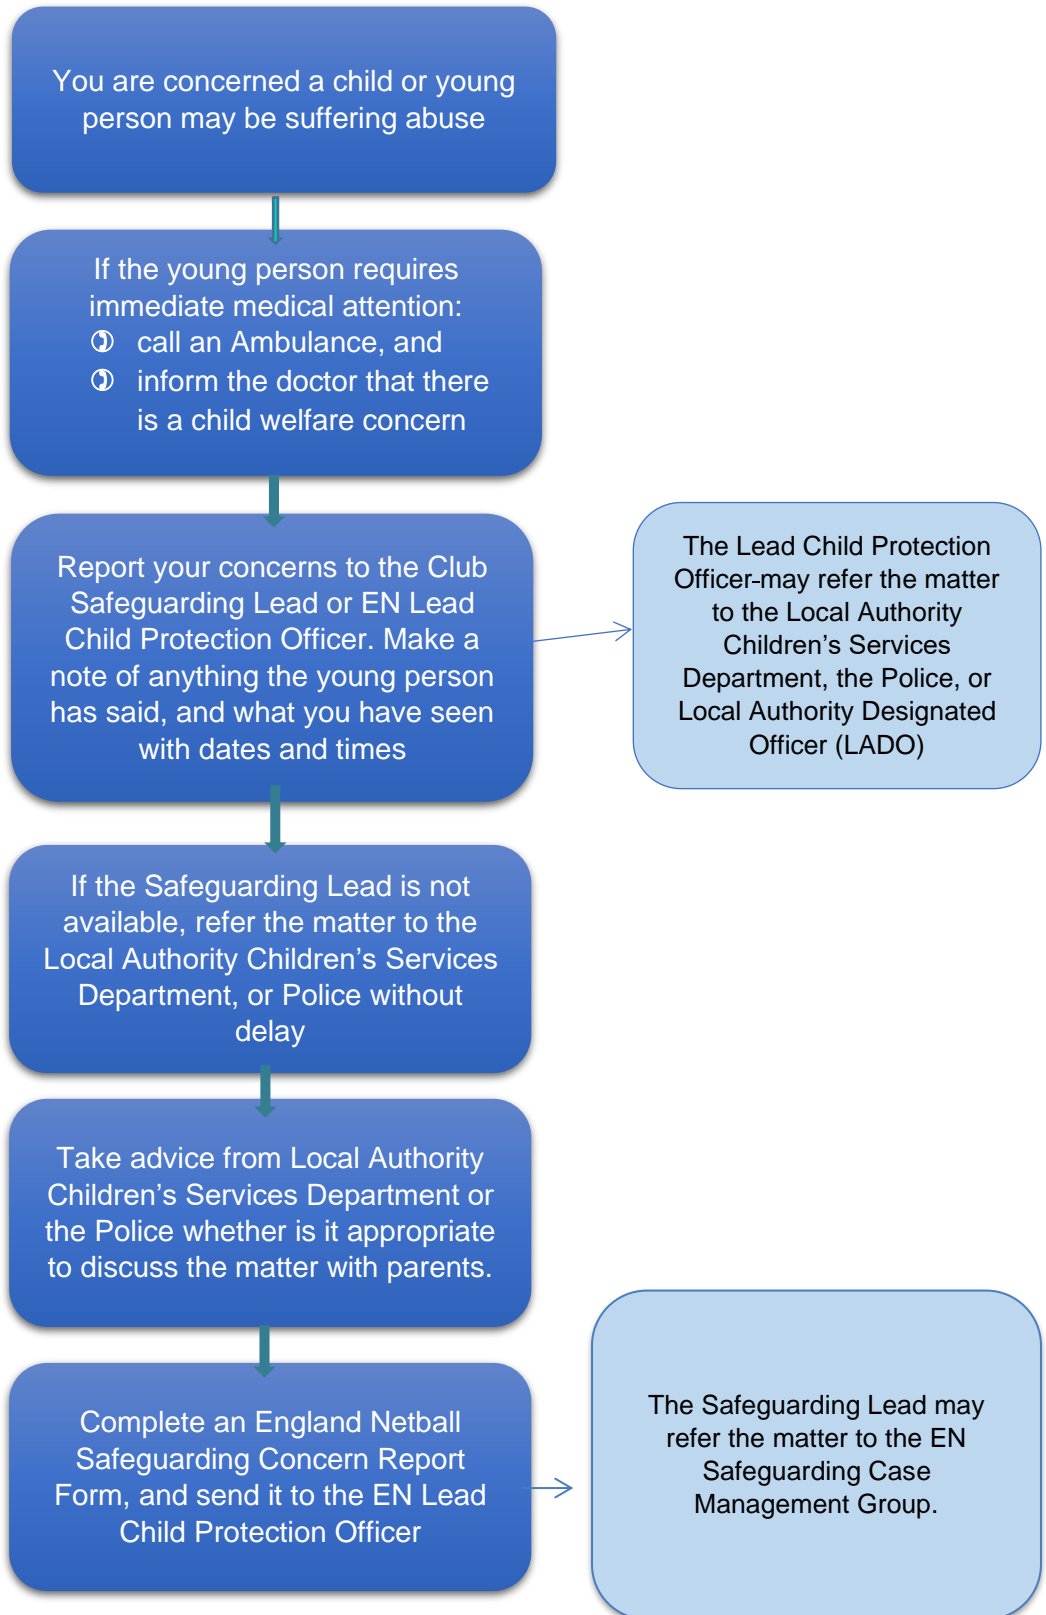 You are concerned a child or young
person may be suffering abuse
If the young person requires
immediate medical attention:
call an Ambulance, and
inform the doctor that there
is a child welfare concern
Report your concerns to the Club
Safeguarding Lead or EN Lead
Child Protection Officer. Make a
note of anything the young person
has said, and what you have seen
with dates and times
The Lead Child Protection
Officer-may refer the matter
to the Local Authority
Children’s Services
Department, the Police, or
Local Authority Designated
Officer (LADO)
If the Safeguarding Lead is not
available, refer the matter to the
Local Authority Children’s Services
Department, or Police without
delay
Take advice from Local Authority
Children’s Services Department or
the Police whether is it appropriate
to discuss the matter with parents.
Complete an England Netball
Safeguarding Concern Report
Form, and send it to the EN Lead
Child Protection Officer
The Safeguarding Lead may
refer the matter to the EN
Safeguarding Case
Management Group.